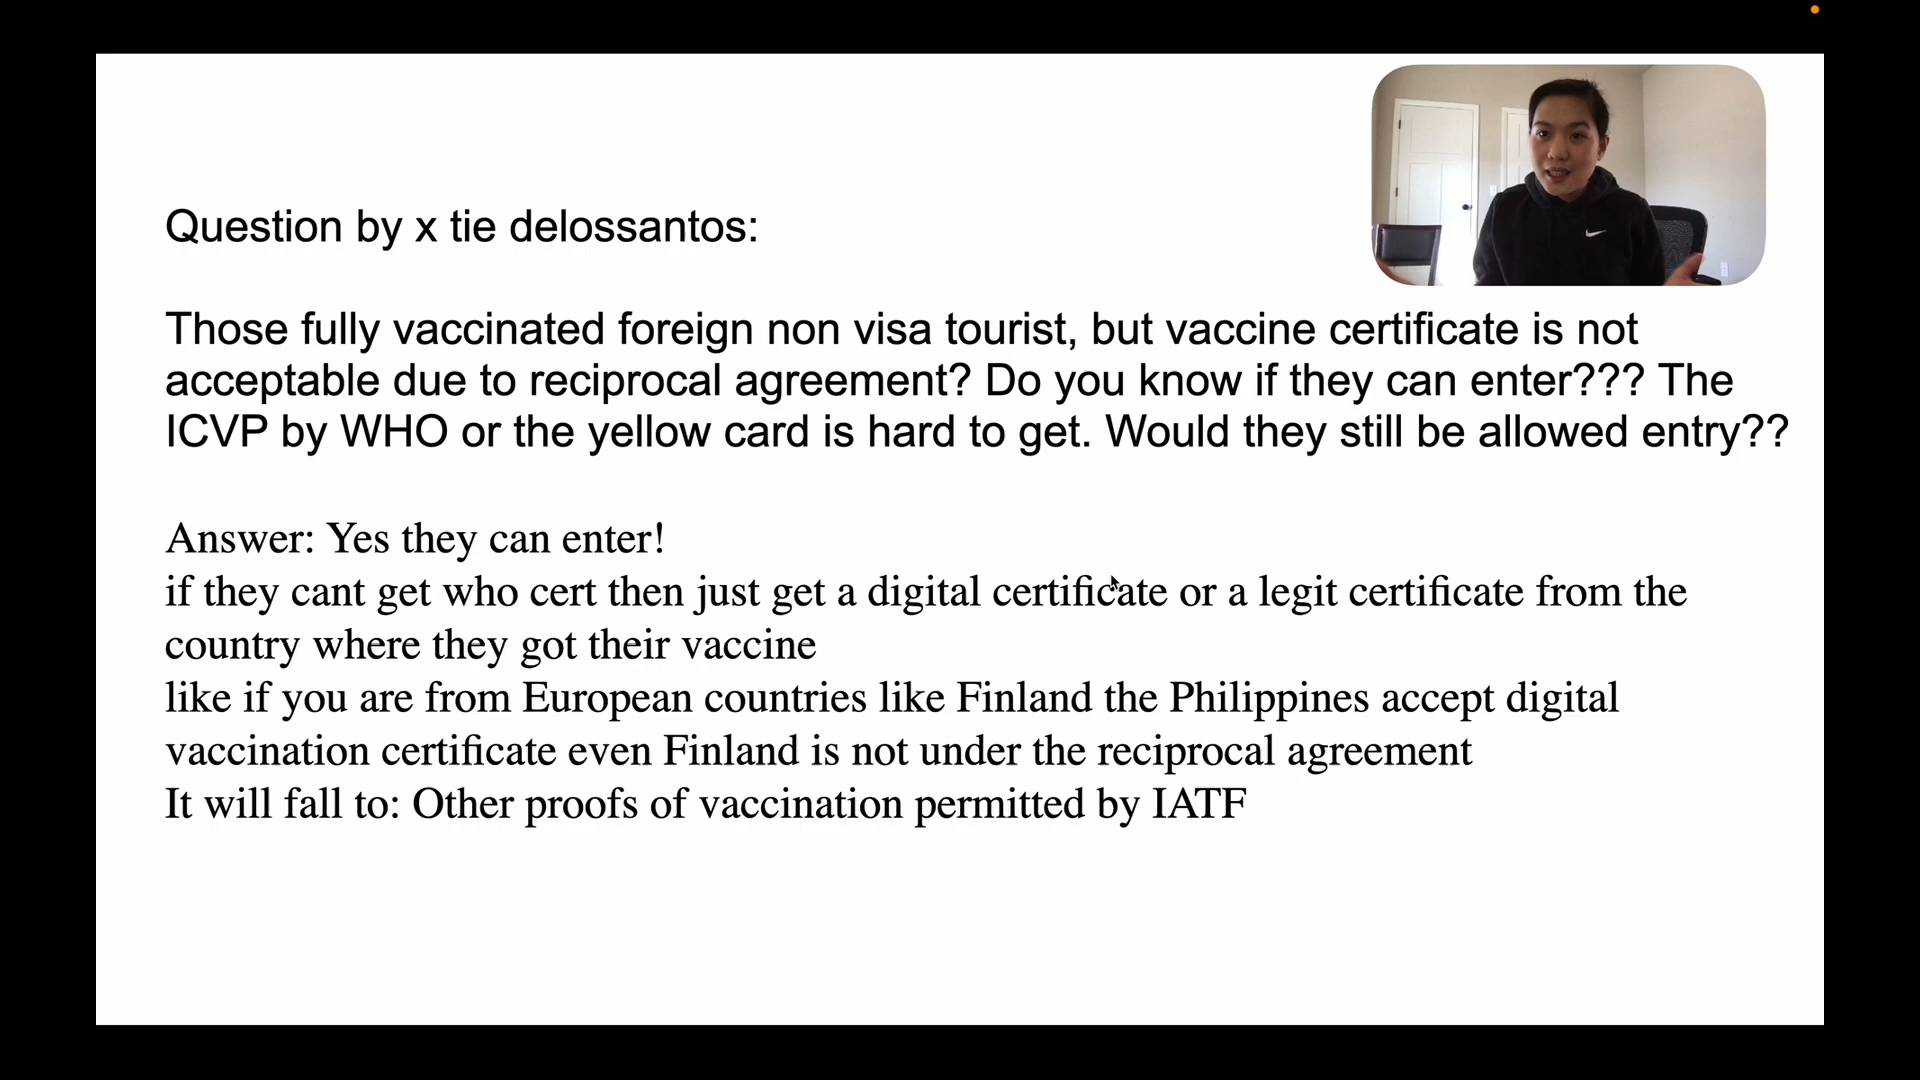 Question by x tie delossantos:
Those fully vaccinated foreign non visa tourist, but vaccine certificate is not
acceptable due to reciprocal agreement? Do you know if they can enter??? The
ICVP by WHO or the yellow card is hard to get. Would they still be allowed entry??
Answer: Yes they can enter!
if they cant get who cert then just get a digital certificate or a legit certificate from the
country where they got their vaccine
like if you are from European countries like Finland the Philippines accept digital
vaccination certificate even Finland is not under the reciprocal agreement
It will fall to: Other proofs of vaccination permitted by IATF